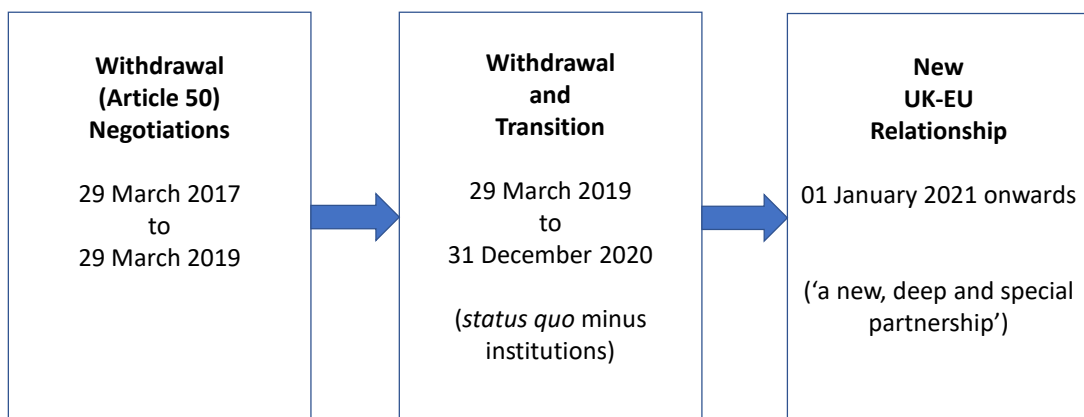 Withdrawal
(Article 50)
Negotiations
29 March 2017
to
29 March 2019
Withdrawal
and
Transition
29 March 2019
to
31 December 2020
(status quo minus
institutions)
New
UK-EU
Relationship
01 January 2021 onwards
(‘a new, deep and special
partnership’)